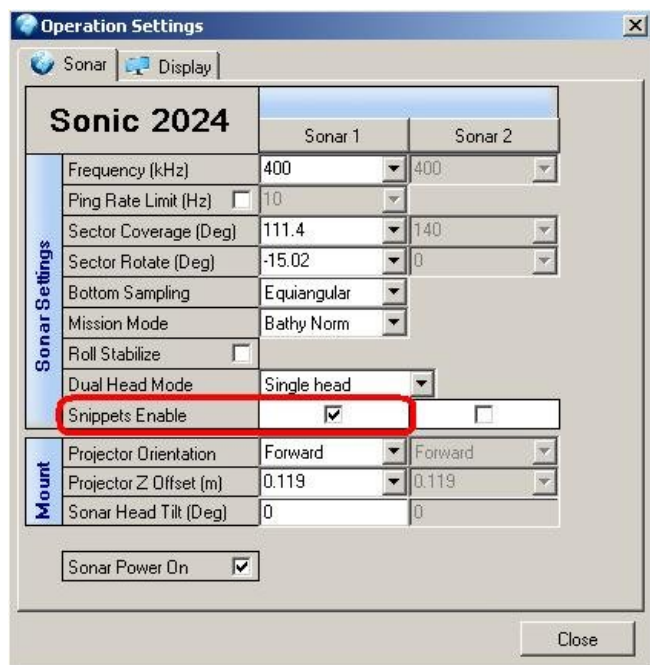 Operation Settings
Sonar Display
Sonic 2024
Sonar 1 Sonar 2
Sonar Settings
Frequency (kHz) 400 400
Ping Rate Limit (Hz) 10
Sector Coverage (Deg) 111.4 140
Sector Rotate (Deg) -15.02 0
Bottom Sampling Equiangular
Mission Mode Bathy Norm
Roll Stabilize
Dual Head Mode Single head
Snippets Enable
Mount
Projector Orientation Forward Forward
Projector Z Offset (m) 0.119 0.119
Sonar Head Tilt (Deg) 0 0
Sonar Power On
Close